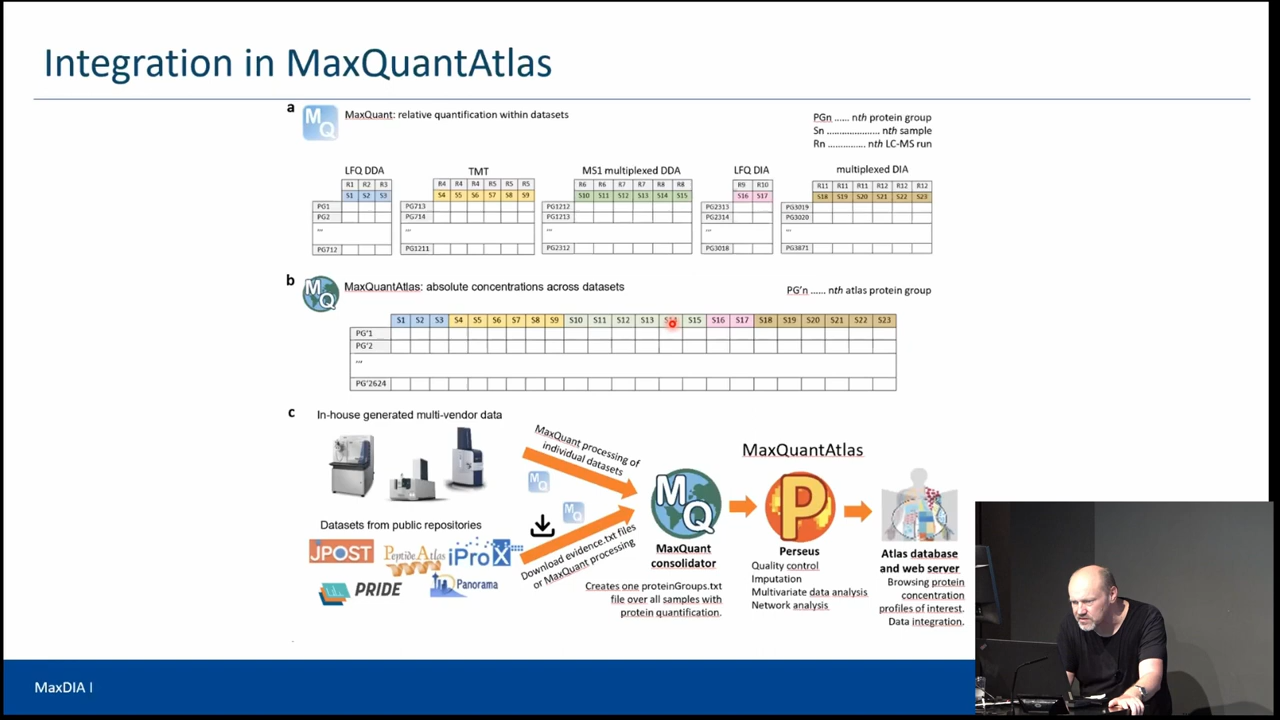 Integration in MaxQuantAtlas
a
MQ
MaxQuant: relative quantification within datasets
PGn ...... nth protein group
Sn ..................... nth sample
Rn ............... nth LC-MS run
LFQ DDA
R1 R2 R3
S1 S2 S3
PG1
PG2
...
PG712
TMT
R4 R4 R4 R5 R5 R5
S4 S5 S6 S7 S8 S9
PG713
PG714
...
PG1211
MS1 multiplexed DDA
R6 R6 R7 R7 R8 R8
S10 S11 S12 S13 S14 S15
PG1212
PG1213
...
PG2312
LFQ DIA
R9 R10
S16 S17
PG2313
PG2314
...
PG3018
multiplexed DIA
R11 R11 R11 R12 R12 R12
S18 S19 S20 S21 S22 S23
PG3019
PG3020
...
PG3871
b
MQ
MaxQuantAtlas: absolute concentrations across datasets
PG'n ...... nth atlas protein group
S1 S2 S3 S4 S5 S6 S7 S8 S9 S10 S11 S12 S13 S15 S16 S17 S18 S19 S20 S21 S22 S23
PG'1
PG'2
...
PG'2624
c
In-house generated multi-vendor data
Datasets from public repositories
jPOST
PeptideAtlas
iProX
PRIDE
Panorama
MaxQuant processing of
individual datasets
MQ
MQ
Download evidence.txt files
or MaxQuant processing
MQ
MaxQuant
consolidator
Creates one proteinGroups.txt
file over all samples with
protein quantification.
MaxQuantAtlas
P
Perseus
Quality control
Imputation
Multivariate data analysis
Network analysis
Atlas database
and web server
Browsing protein
concentration
profiles of interest.
Data integration.
MaxDIA |